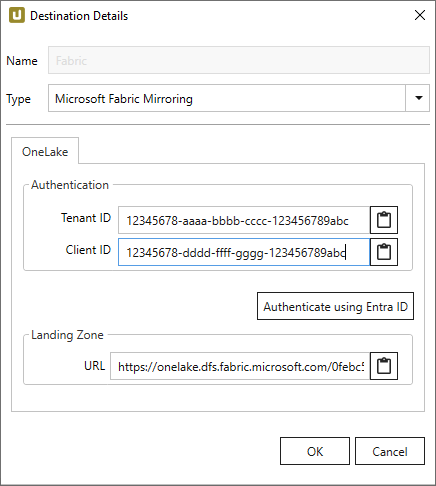 Destination Details
Name Fabric
Type Microsoft Fabric Mirroring
OneLake
Authentication
Tenant ID 12345678-aaaa-bbbb-cccc-123456789abc
Client ID 12345678-dddd-ffff-gggg-123456789abc
Authenticate using Entra ID
Landing Zone
URL https://onelake.dfs.fabric.microsoft.com/0febc5
OK Cancel